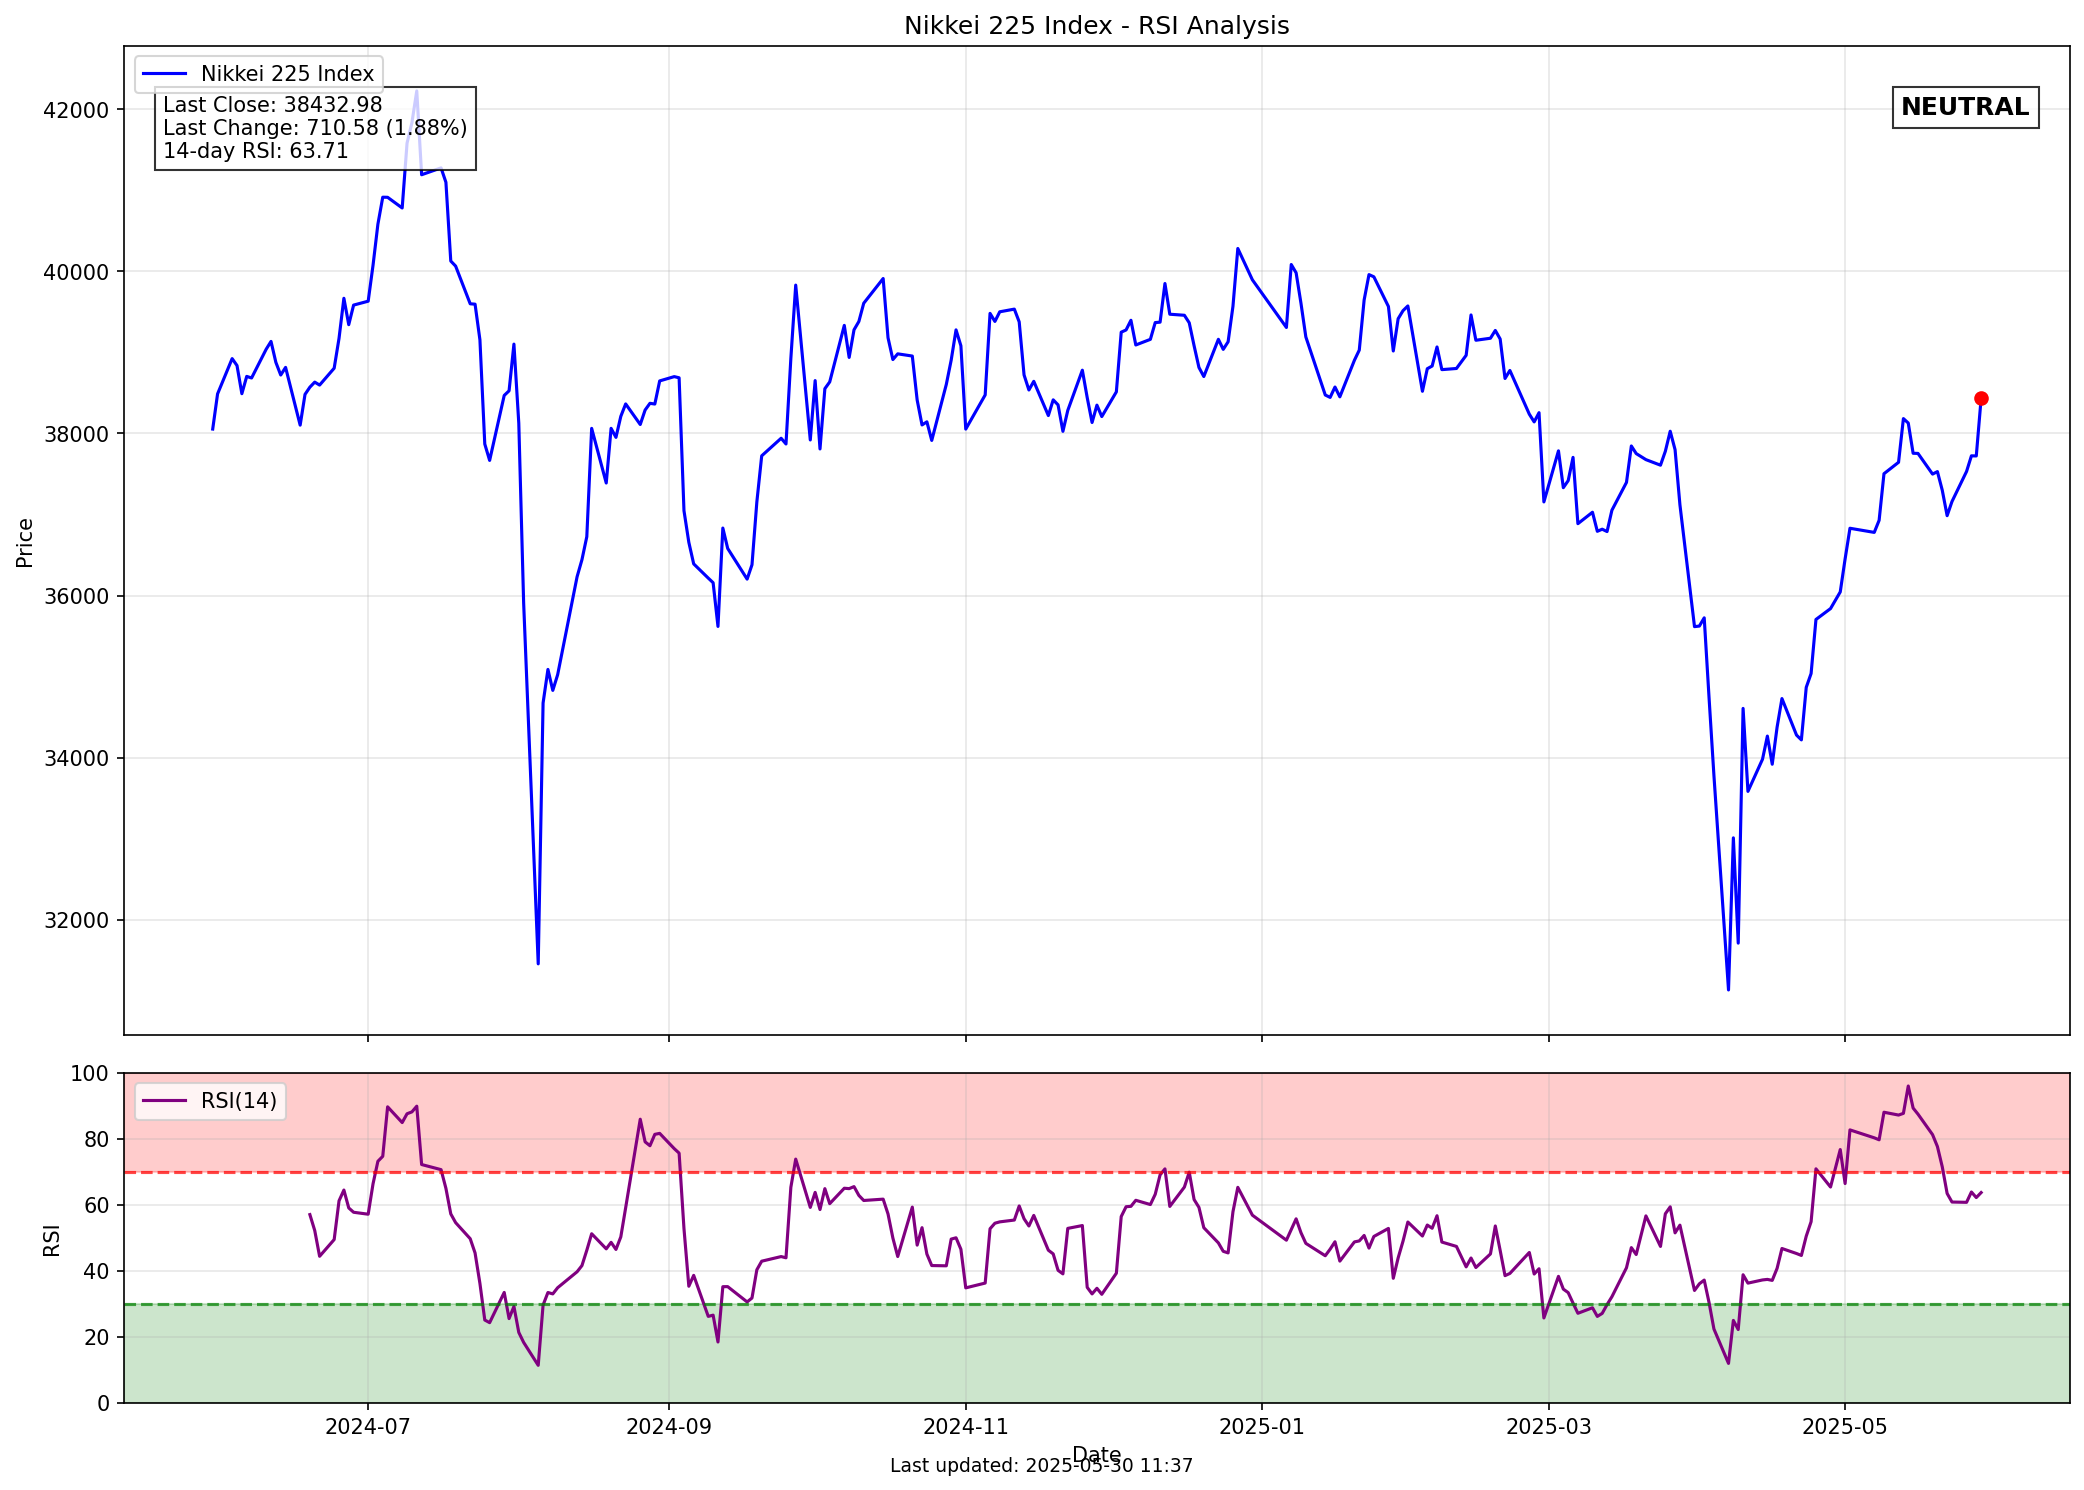 Nikkei 225 Index - RSI Analysis
Nikkei 225 Index
Last Close: 38432.98
Last Change: 710.58 (1.88%)
14-day RSI: 63.71
NEUTRAL
Price
42000
40000
38000
36000
34000
32000
RSI(14)
RSI
100
80
60
40
20
0
2024-07
2024-09
2024-11
2025-01
2025-03
2025-05
Date
Last updated: 2025-05-30 11:37